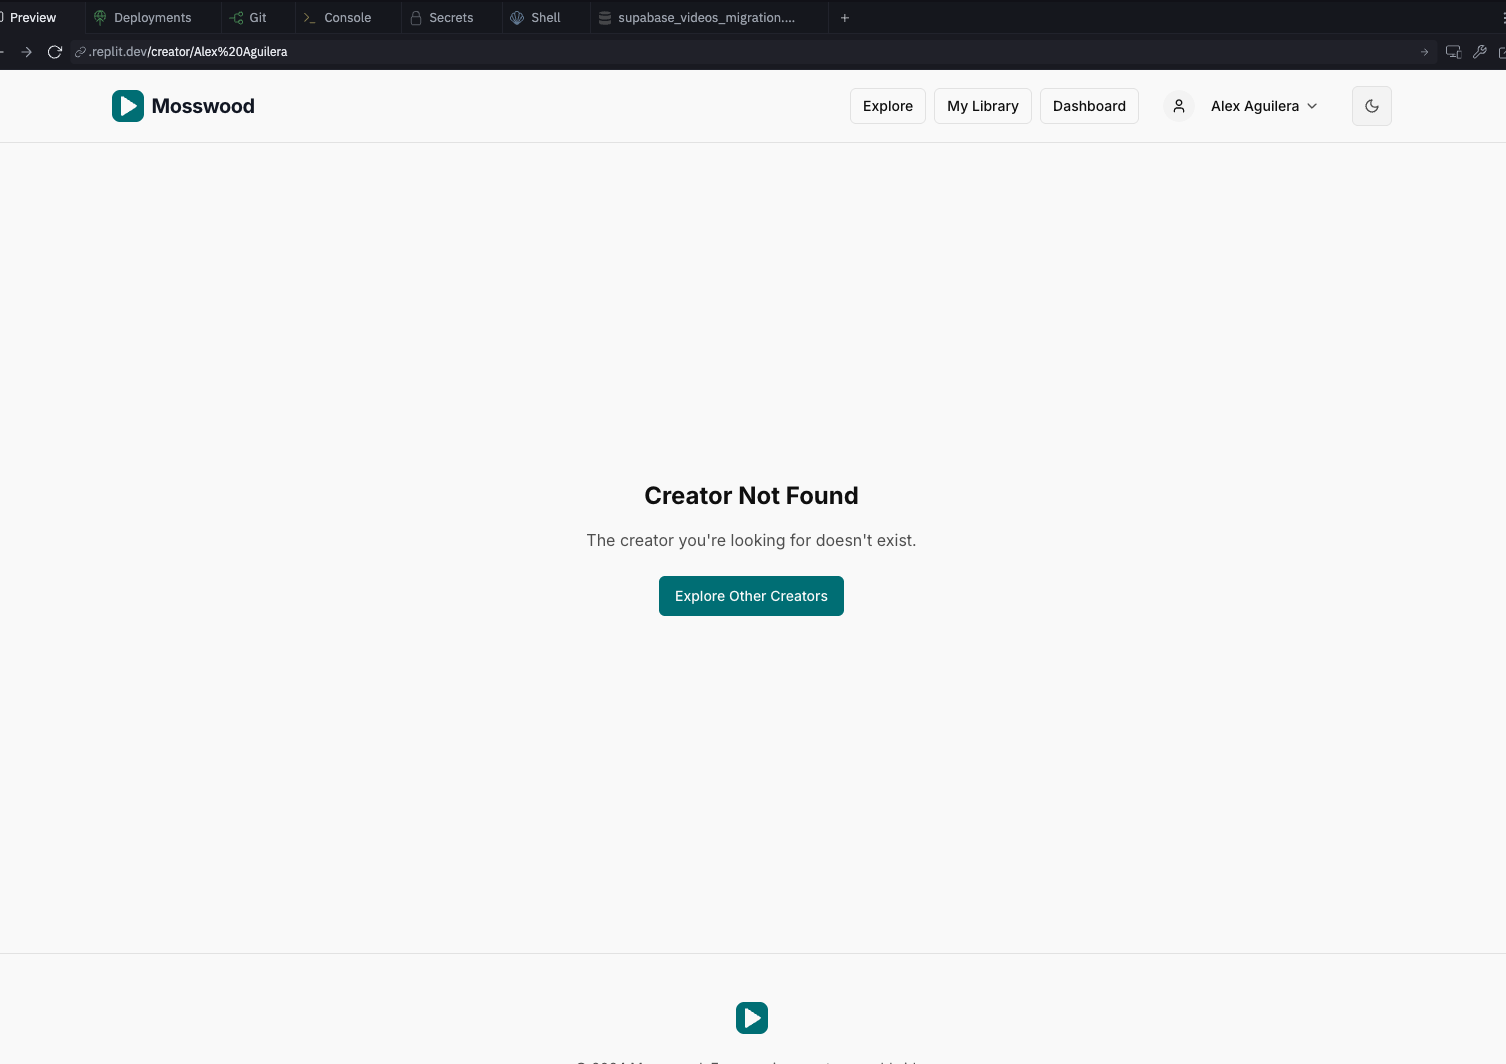 Preview Deployments Git Console Secrets Shell supabase_videos_migration....
.replit.dev/creator/Alex%20Aguilera
Mosswood Explore My Library Dashboard Alex Aguilera
Creator Not Found
The creator you're looking for doesn't exist.
Explore Other Creators